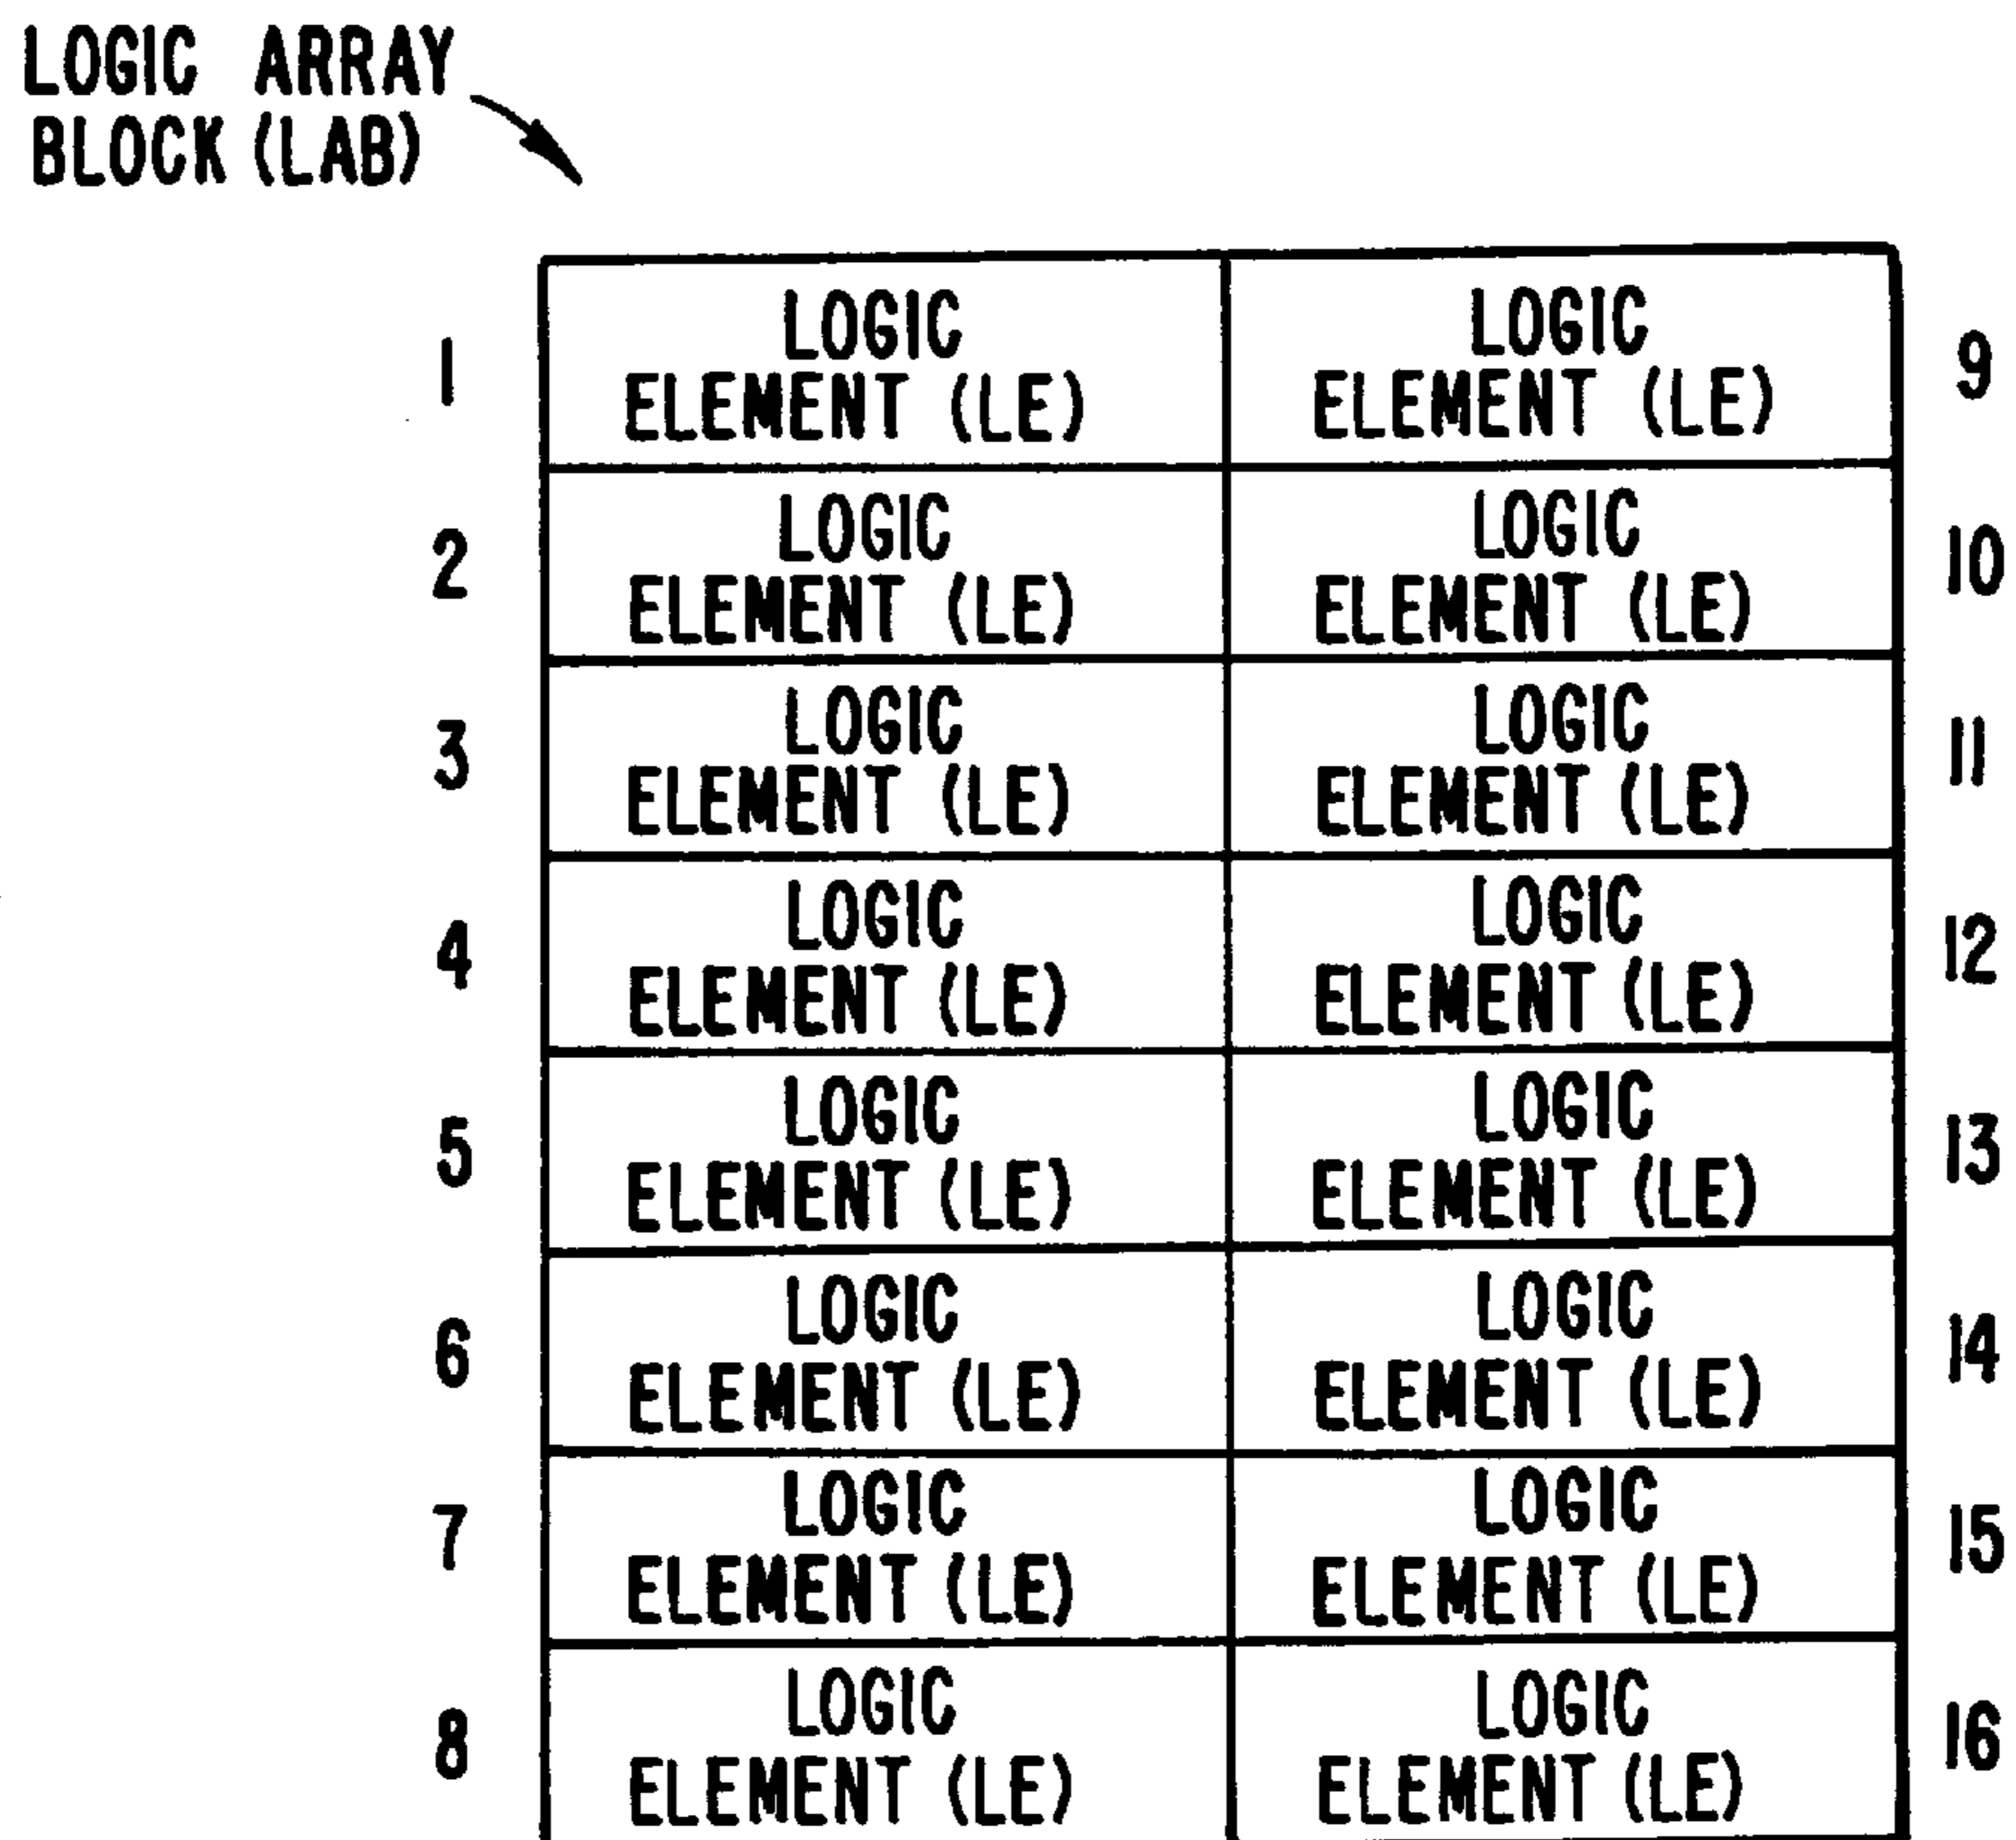 LOGIC ARRAY
BLOCK (LAB)
1
LOGIC
ELEMENT (LE)
LOGIC
ELEMENT (LE)
9
2
LOGIC
ELEMENT (LE)
LOGIC
ELEMENT (LE)
10
3
LOGIC
ELEMENT (LE)
LOGIC
ELEMENT (LE)
11
4
LOGIC
ELEMENT (LE)
LOGIC
ELEMENT (LE)
12
5
LOGIC
ELEMENT (LE)
LOGIC
ELEMENT (LE)
13
6
LOGIC
ELEMENT (LE)
LOGIC
ELEMENT (LE)
14
7
LOGIC
ELEMENT (LE)
LOGIC
ELEMENT (LE)
15
8
LOGIC
ELEMENT (LE)
LOGIC
ELEMENT (LE)
16